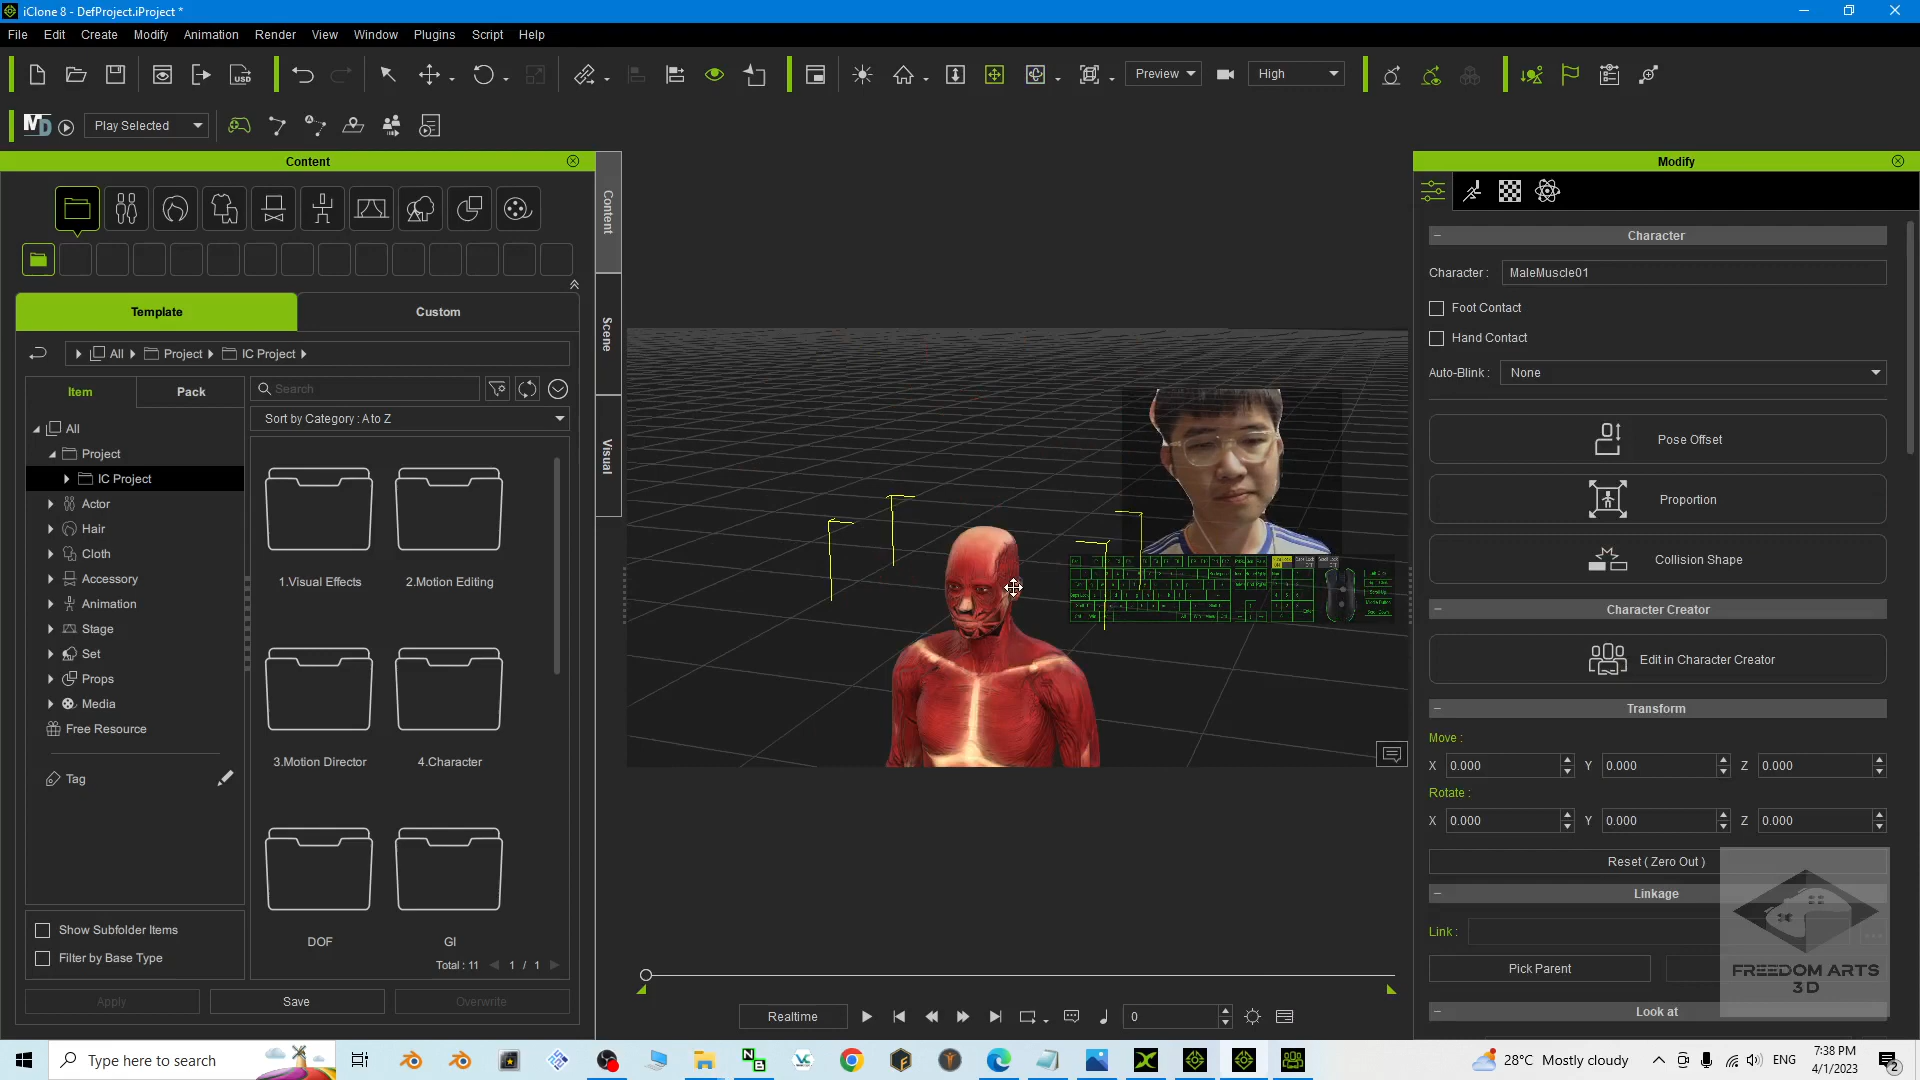 iClone 8 - DefProject.iProject *
File Edit Create Modify Animation Render View Window Plugins Script Help
USD Preview High
MD Play Selected
Content
Modify
Content
Scene
Visual
Template Custom
All Project IC Project
Item Pack
Search
Sort by Category : A to Z
All
Project
IC Project
Actor
Hair
Cloth
Accessory
Animation
Stage
Set
Props
Media
Free Resource
Tag
1.Visual Effects 2.Motion Editing
3.Motion Director 4.Character
DOF GI
Show Subfolder Items
Filter by Base Type
Total : 11 1 / 1
Apply Save Overwrite
Character
Character : MaleMuscle01
Foot Contact
Hand Contact
Auto-Blink : None
Pose Offset
Proportion
Collision Shape
Character Creator
Edit in Character Creator
Transform
Move :
X 0.000 Y 0.000 Z 0.000
Rotate :
X 0.000 Y 0.000 Z 0.000
Reset ( Zero Out )
Linkage
Link :
Pick Parent
Look at
FREEDOM ARTS
3D
Realtime 0
Type here to search
28°C Mostly cloudy
ENG
7:38 PM
4/1/2023
2